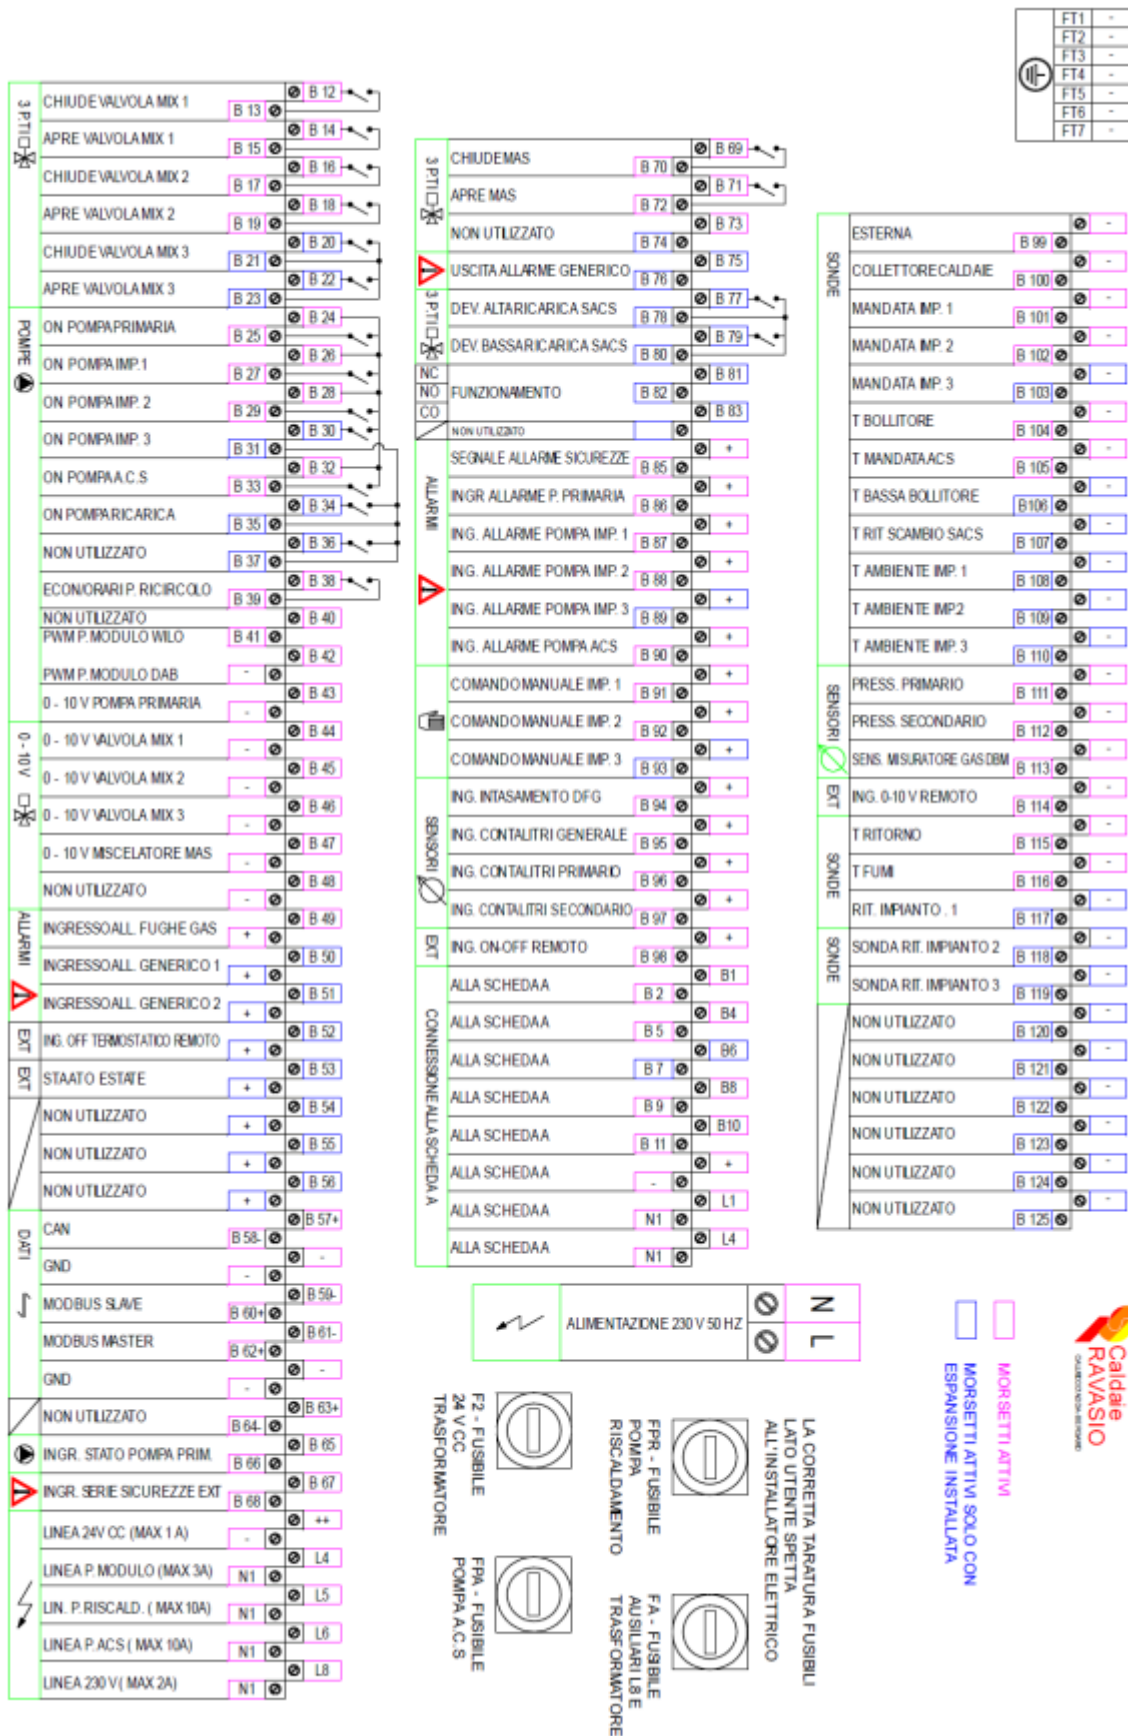 FT1 -
FT2 -
FT3 -
FT4 -
FT5 -
FT6 -
FT7 -
3 P.TI
B 12
CHIUDE VALVOLA MIX 1
B 13
B 14
APRE VALVOLA MIX 1
B 15
B 16
CHIUDE VALVOLA MIX 2
B 17
B 18
APRE VALVOLA MIX 2
B 19
B 20
CHIUDE VALVOLA MIX 3
B 21
B 22
APRE VALVOLA MIX 3
B 23
POMPE
B 24
ON POMPA PRIMARIA
B 25
B 26
ON POMPA IMP.1
B 27
B 28
ON POMPA IMP. 2
B 29
B 30
ON POMPA IMP. 3
B 31
B 32
ON POMPA A.C.S
B 33
B 34
ON POMPA RICARICA
B 35
B 36
NON UTILIZZATO
B 37
B 38
ECON/ORARI P. RICIRCOLO
B 39
NON UTILIZZATO
B 40
PWM P. MODULO WILO
B 41
B 42
PWM P. MODULO DAB
-
B 43
0 - 10 V POMPA PRIMARIA
-
0 - 10 V
B 44
0 - 10 V VALVOLA MIX 1
-
B 45
0 - 10 V VALVOLA MIX 2
-
B 46
0 - 10 V VALVOLA MIX 3
-
B 47
0 - 10 V MISCELATORE MAS
-
B 48
NON UTILIZZATO
-
ALLARMI
B 49
INGRESSO ALL. FUGHE GAS
+
B 50
INGRESSO ALL. GENERICO 1
+
B 51
INGRESSO ALL. GENERICO 2
+
EXT
B 52
ING. OFF TERMOSTATICO REMOTO
+
EXT
B 53
STAATO ESTATE
+
B 54
NON UTILIZZATO
+
B 55
NON UTILIZZATO
+
B 56
NON UTILIZZATO
+
DATI
B 57+
CAN
B 58-
-
GND
-
B 59-
MODBUS SLAVE
B 60+
B 61-
MODBUS MASTER
B 62+
-
GND
-
B 63+
NON UTILIZZATO
B 64-
B 65
INGR. STATO POMPA PRIM.
B 66
B 67
INGR. SERIE SICUREZZE EXT
B 68
++
LINEA 24V CC (MAX 1 A)
-
L4
LINEA P. MODULO (MAX 3A)
N1
L5
LIN. P. RISCALD. ( MAX 10A)
N1
L6
LINEA P. ACS ( MAX 10A)
N1
L8
LINEA 230 V ( MAX 2A)
N1
3 P.TI
B 69
CHIUDE MAS
B 70
B 71
APRE MAS
B 72
B 73
NON UTILIZZATO
B 74
B 75
USCITA ALLARME GENERICO
B 76
3 P.TI
B 77
DEV. ALTA RICARICA SACS
B 78
B 79
DEV. BASSA RICARICA SACS
B 80
NC
B 81
NO
FUNZIONAMENTO
B 82
CO
B 83
NON UTILIZZATO
ALLARMI
+
SEGNALE ALLARME SICUREZZE
B 85
+
INGR ALLARME P. PRIMARIA
B 86
+
ING. ALLARME POMPA IMP. 1
B 87
+
ING. ALLARME POMPA IMP. 2
B 88
+
ING. ALLARME POMPA IMP. 3
B 89
+
ING. ALLARME POMPA ACS
B 90
+
COMANDO MANUALE IMP. 1
B 91
+
COMANDO MANUALE IMP. 2
B 92
+
COMANDO MANUALE IMP. 3
B 93
SENSORI
+
ING. INTASAMENTO DFG
B 94
+
ING. CONTALITRI GENERALE
B 95
+
ING. CONTALITRI PRIMARIO
B 96
+
ING. CONTALITRI SECONDARIO
B 97
EXT
+
ING. ON-OFF REMOTO
B 98
CONNESSIONE ALLA SCHEDA A
B1
ALLA SCHEDA A
B 2
B4
ALLA SCHEDA A
B 5
B6
ALLA SCHEDA A
B 7
B8
ALLA SCHEDA A
B 9
B10
ALLA SCHEDA A
B 11
+
ALLA SCHEDA A
-
L1
ALLA SCHEDA A
N1
L4
ALLA SCHEDA A
N1
SONDE
-
ESTERNA
B 99
-
COLLETTORE CALDAIE
B 100
-
MANDATA IMP. 1
B 101
-
MANDATA IMP. 2
B 102
-
MANDATA IMP. 3
B 103
-
T BOLLITORE
B 104
-
T MANDATA ACS
B 105
-
T BASSA BOLLITORE
B106
-
T RIT SCAMBIO SACS
B 107
-
T AMBIENTE IMP. 1
B 108
-
T AMBIENTE IMP.2
B 109
-
T AMBIENTE IMP. 3
B 110
SENSORI
-
PRESS. PRIMARIO
B 111
-
PRESS. SECONDARIO
B 112
-
SENS. MISURATORE GAS DBM
B 113
EXT
-
ING. 0-10 V REMOTO
B 114
SONDE
-
T RITORNO
B 115
-
T FUMI
B 116
-
RIT. IMPIANTO . 1
B 117
SONDE
-
SONDA RIT. IMPIANTO 2
B 118
-
SONDA RIT. IMPIANTO 3
B 119
-
NON UTILIZZATO
B 120
-
NON UTILIZZATO
B 121
-
NON UTILIZZATO
B 122
-
NON UTILIZZATO
B 123
-
NON UTILIZZATO
B 124
-
NON UTILIZZATO
B 125
ALIMENTAZIONE 230 V 50 HZ
N
L
F2 - FUSIBILE
24 V CC
TRASFORMATORE
FPR - FUSIBILE
POMPA
RISCALDAMENTO
FPA - FUSIBILE
POMPA A.C.S
FA - FUSIBILE
AUSILIARI L8 E
TRASFORMATORE
LA CORRETTA TARATURA FUSIBILI
LATO UTENTE SPETTA
ALL'INSTALLATORE ELETTRICO
MORSETTI ATTIVI
MORSETTI ATTIVI SOLO CON
ESPANSIONE INSTALLATA
Caldaie
RAVASIO